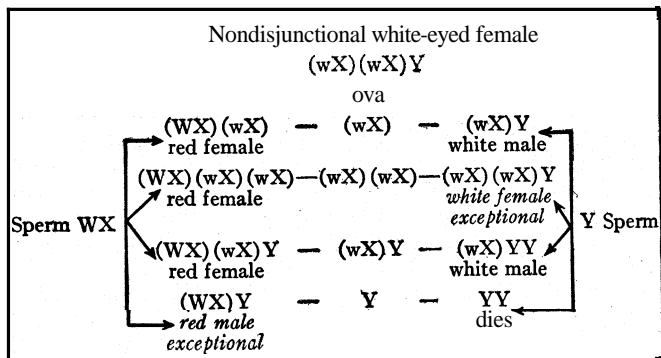 Nondisjunctional white-eyed female
(wX)(wX)Y
ova
(WX)(wX) — (wX) — (wX)Y
red female white male
(WX)(wX)(wX)—(wX)(wX)—(wX)(wX)Y
red female white female
exceptional
Sperm WX Y Sperm
(WX)(wX)Y — (wX)Y — (wX)YY
red female white male
(WX)Y — Y — YY
red male dies
exceptional